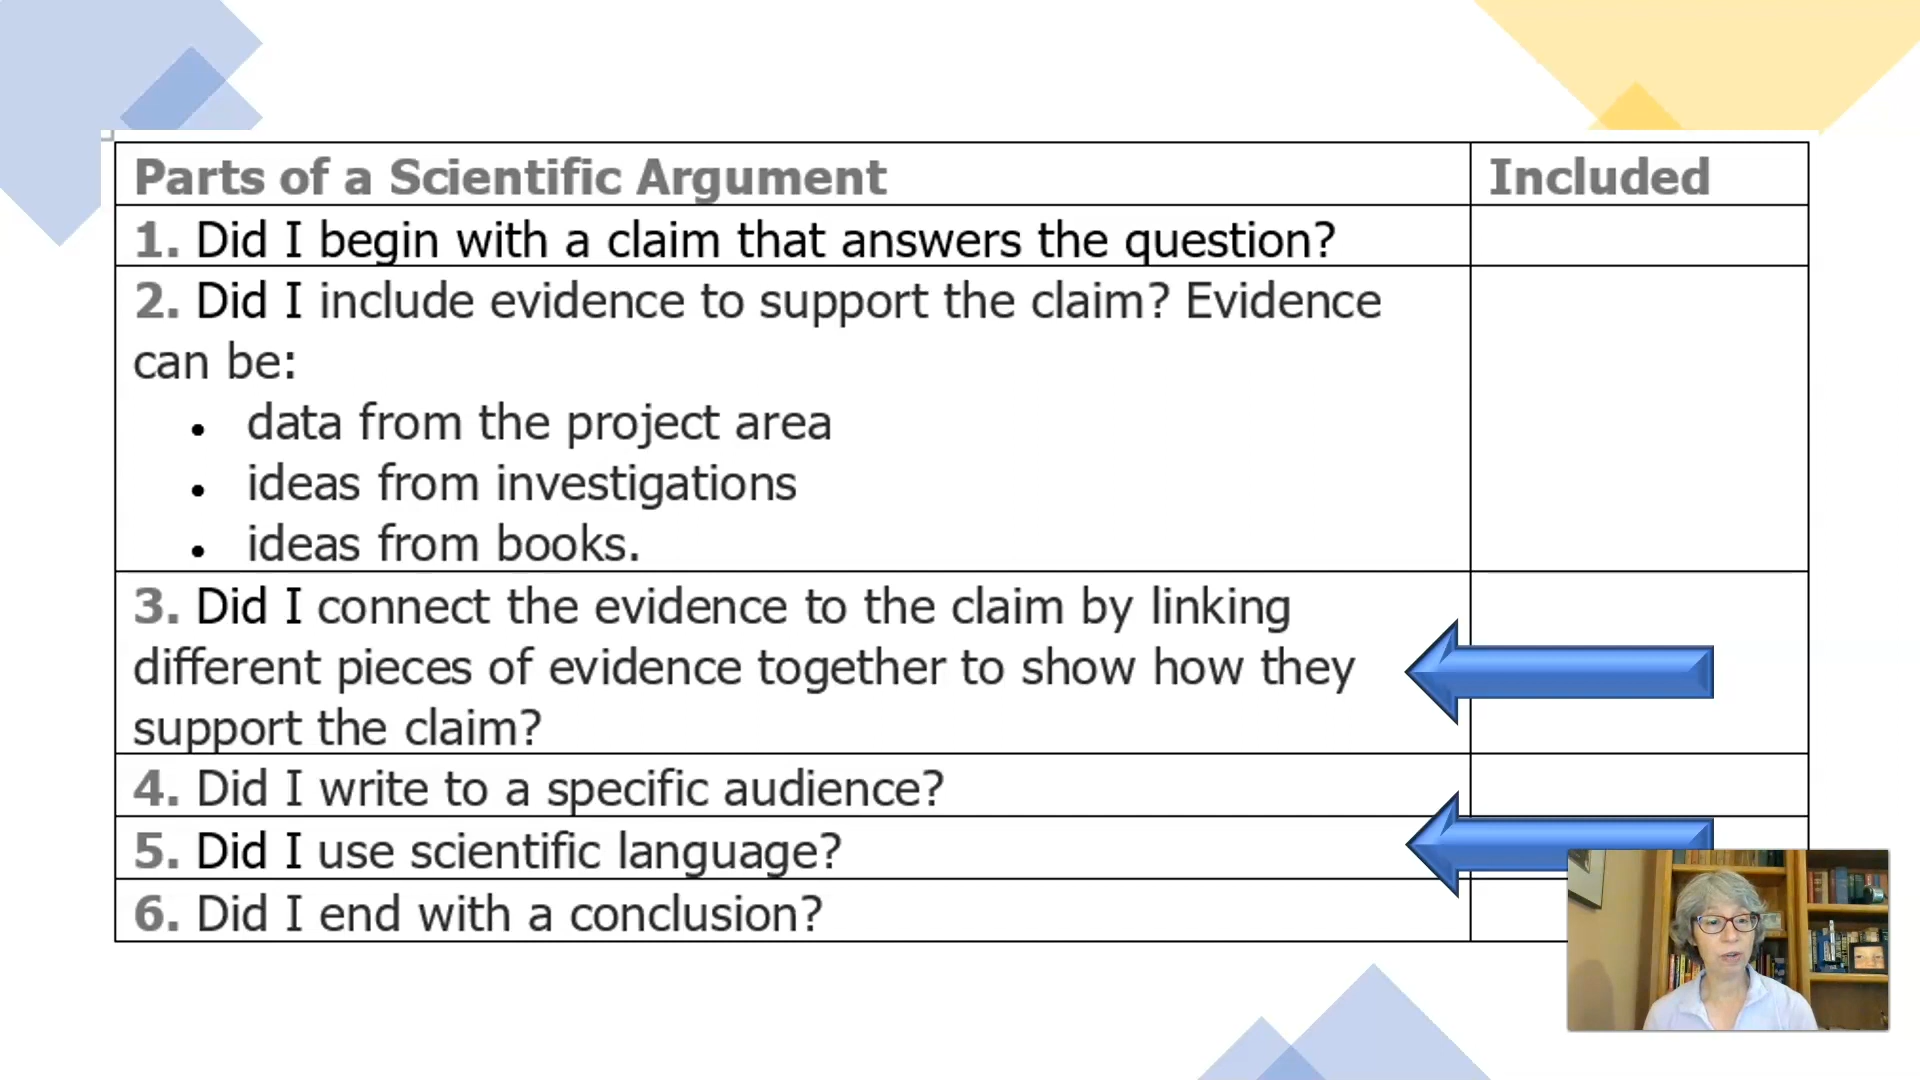 Parts of a Scientific Argument
Included
1. Did I begin with a claim that answers the question?
2. Did I include evidence to support the claim? Evidence
can be:
• data from the project area
• ideas from investigations
• ideas from books.
3. Did I connect the evidence to the claim by linking
different pieces of evidence together to show how they
support the claim?
4. Did I write to a specific audience?
5. Did I use scientific language?
6. Did I end with a conclusion?